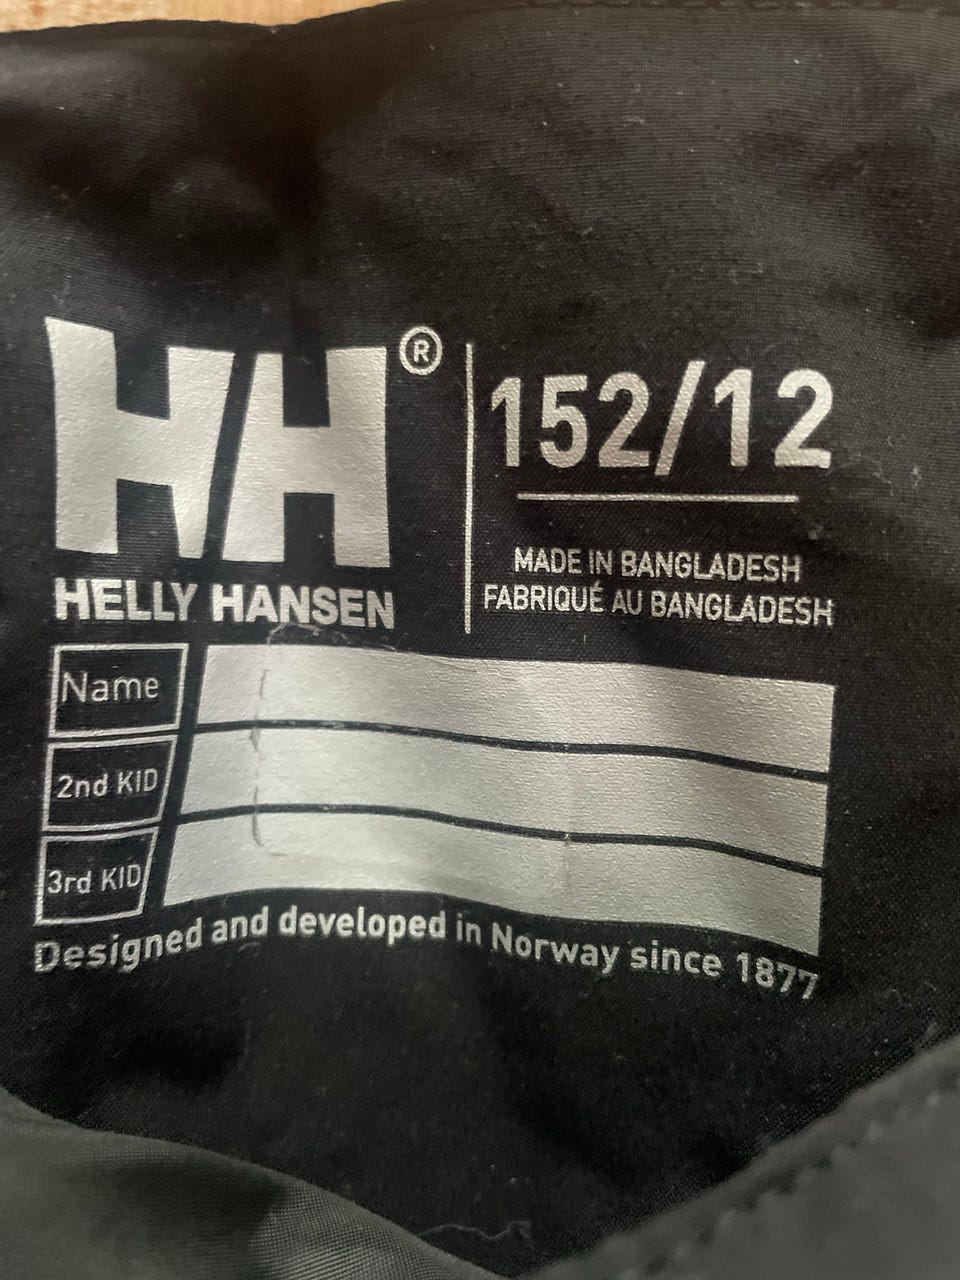 HH®
HELLY HANSEN
152/12
MADE IN BANGLADESH
FABRIQUÉ AU BANGLADESH
Name
2nd KID
3rd KID
Designed and developed in Norway since 1877